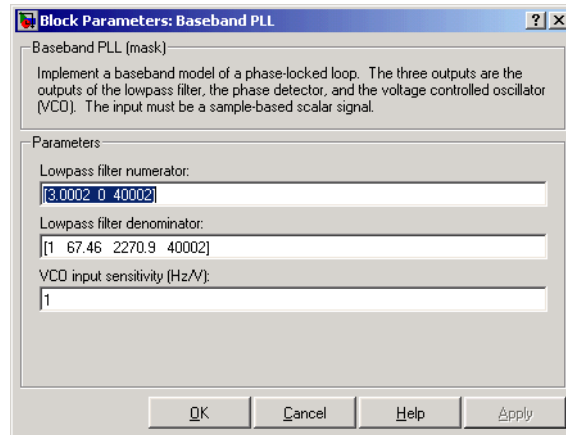 Block Parameters: Baseband PLL
Baseband PLL (mask)
Implement a baseband model of a phase-locked loop. The three outputs are the
outputs of the lowpass filter, the phase detector, and the voltage controlled oscillator
(VCO). The input must be a sample-based scalar signal.
Parameters
Lowpass filter numerator:
[3.0002 0 40002]
Lowpass filter denominator:
[1 67.46 2270.9 40002]
VCO input sensitivity (Hz/V):
1
OK Cancel Help Apply